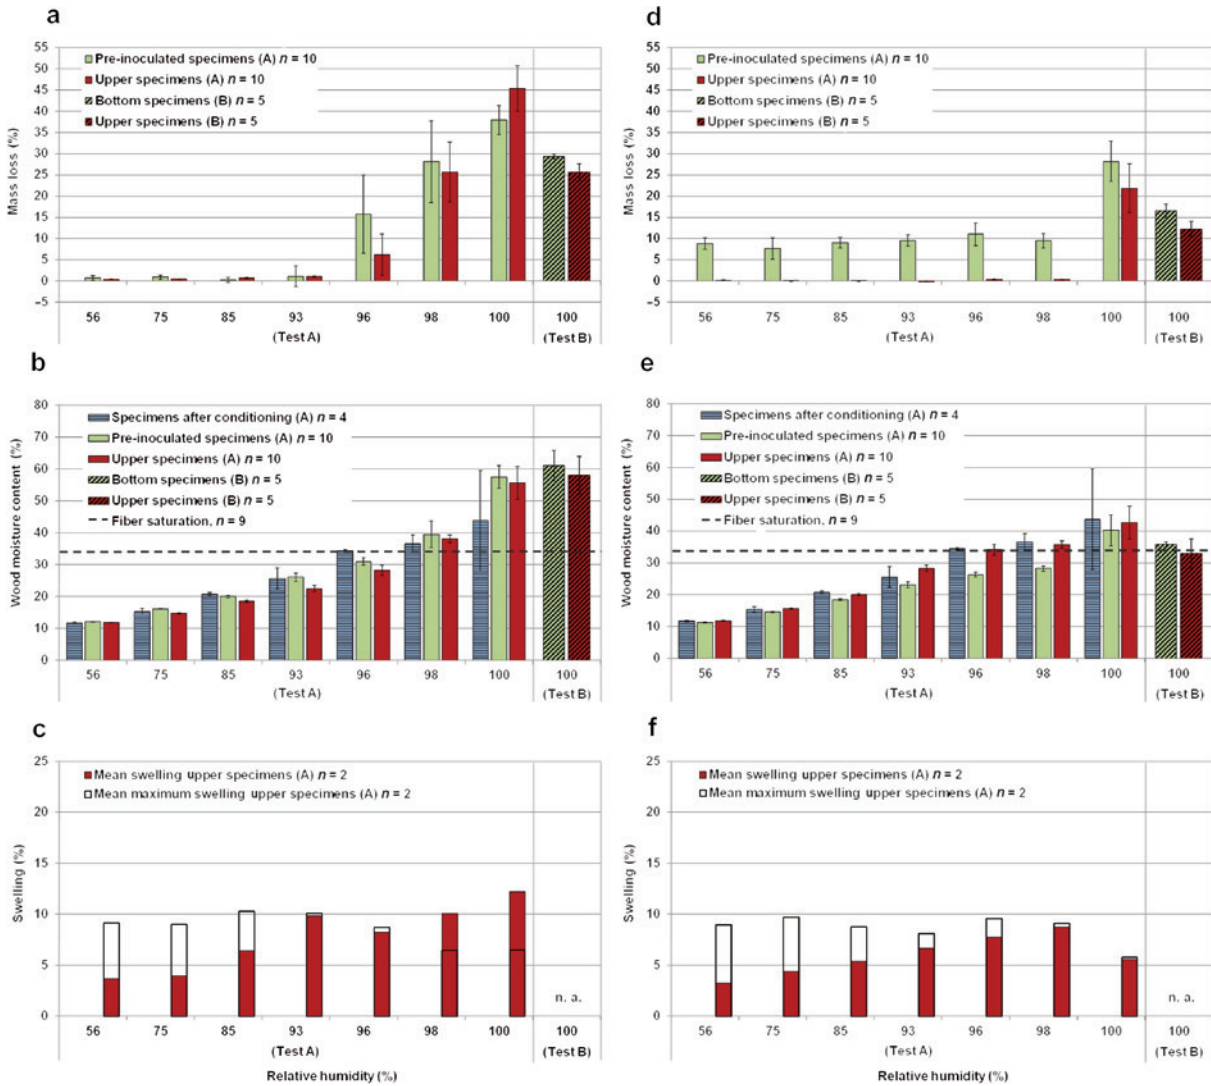 a
55
50
45
40
35
30
25
20
15
10
5
0
–5
Mass loss (%)
Pre-inoculated specimens (A) n = 10
Upper specimens (A) n = 10
Bottom specimens (B) n = 5
Upper specimens (B) n = 5
56 75 85 93 96 98 100 100
(Test A) (Test B)
d
55
50
45
40
35
30
25
20
15
10
5
0
–5
Mass loss (%)
Pre-inoculated specimens (A) n = 10
Upper specimens (A) n = 10
Bottom specimens (B) n = 5
Upper specimens (B) n = 5
56 75 85 93 96 98 100 100
(Test A) (Test B)
b
80
70
60
50
40
30
20
10
0
Wood moisture content (%)
Specimens after conditioning (A) n = 4
Pre-inoculated specimens (A) n = 10
Upper specimens (A) n = 10
Bottom specimens (B) n = 5
Upper specimens (B) n = 5
Fiber saturation, n = 9
56 75 85 93 96 98 100 100
(Test A) (Test B)
e
80
70
60
50
40
30
20
10
0
Wood moisture content (%)
Specimens after conditioning (A) n = 4
Pre-inoculated specimens (A) n = 10
Upper specimens (A) n = 10
Bottom specimens (B) n = 5
Upper specimens (B) n = 5
Fiber saturation, n = 9
56 75 85 93 96 98 100 100
(Test A) (Test B)
c
25
20
15
10
5
0
Swelling (%)
Mean swelling upper specimens (A) n = 2
Mean maximum swelling upper specimens (A) n = 2
n. a.
56 75 85 93 96 98 100 100
(Test A) (Test B)
Relative humidity (%)
f
25
20
15
10
5
0
Swelling (%)
Mean swelling upper specimens (A) n = 2
Mean maximum swelling upper specimens (A) n = 2
n. a.
56 75 85 93 96 98 100 100
(Test A) (Test B)
Relative humidity (%)